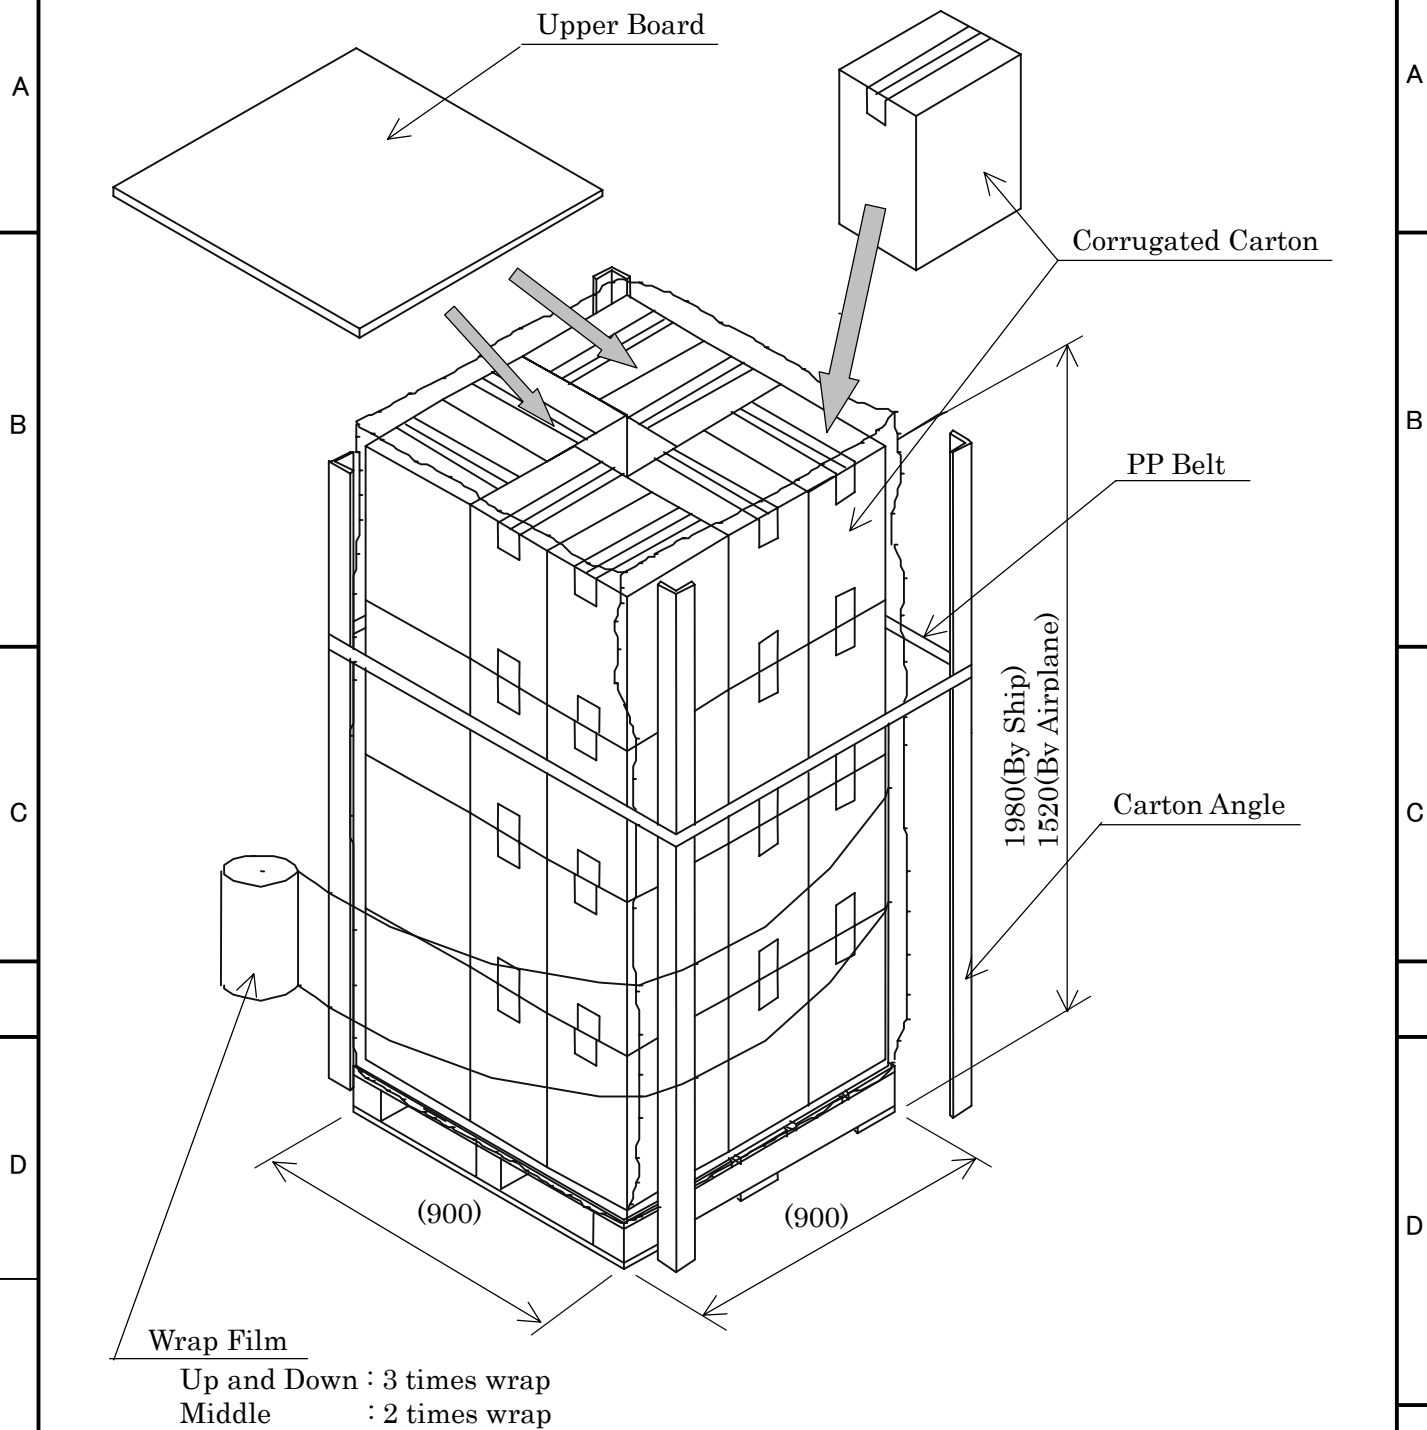 Upper Board
A
A
Corrugated Carton
B
B
PP Belt
1980(By Ship)
1520(By Airplane)
C
Carton Angle
C
D
(900)
(900)
D
Wrap Film
Up and Down : 3 times wrap
Middle : 2 times wrap